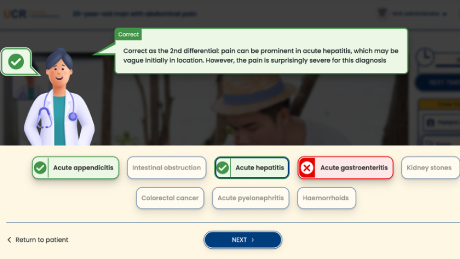 UCR
Correct
Correct as the 2nd differential: pain can be prominent in acute hepatitis, which may be
vague initially in location. However, the pain is surprisingly severe for this diagnosis
Acute appendicitis
Intestinal obstruction
Acute hepatitis
Acute gastroenteritis
Kidney stones
Colorectal cancer
Acute pyelonephritis
Haemorrhoids
Return to patient
NEXT